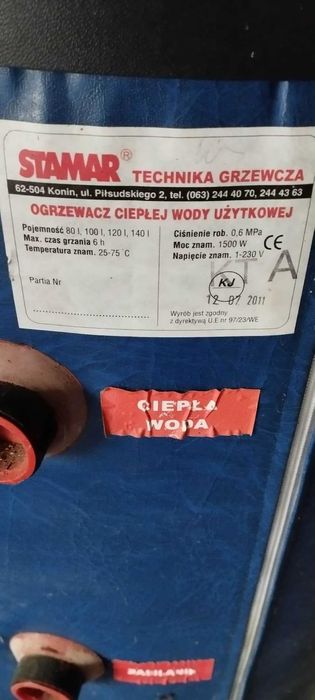 STAMAR® TECHNIKA GRZEWCZA
62-504 Konin, ul. Piłsudskiego 2, tel. (063) 244 40 70, 244 43 63
OGRZEWACZ CIEPŁEJ WODY UŻYTKOWEJ
Pojemność 80 l, 100 l, 120 l, 140 l
Max. czas grzania 6 h
Temperatura znam. 25-75 C
Partia Nr
Ciśnienie rob. 0.6 MPa
Moc znam. 1500 W CE
Napięcie znam. 1-230 V
KT A
KJ
12 07 2011
Wyrób jest zgodny
z dyrektywą U.E nr 97/23/WE
CIEPŁA
WODA